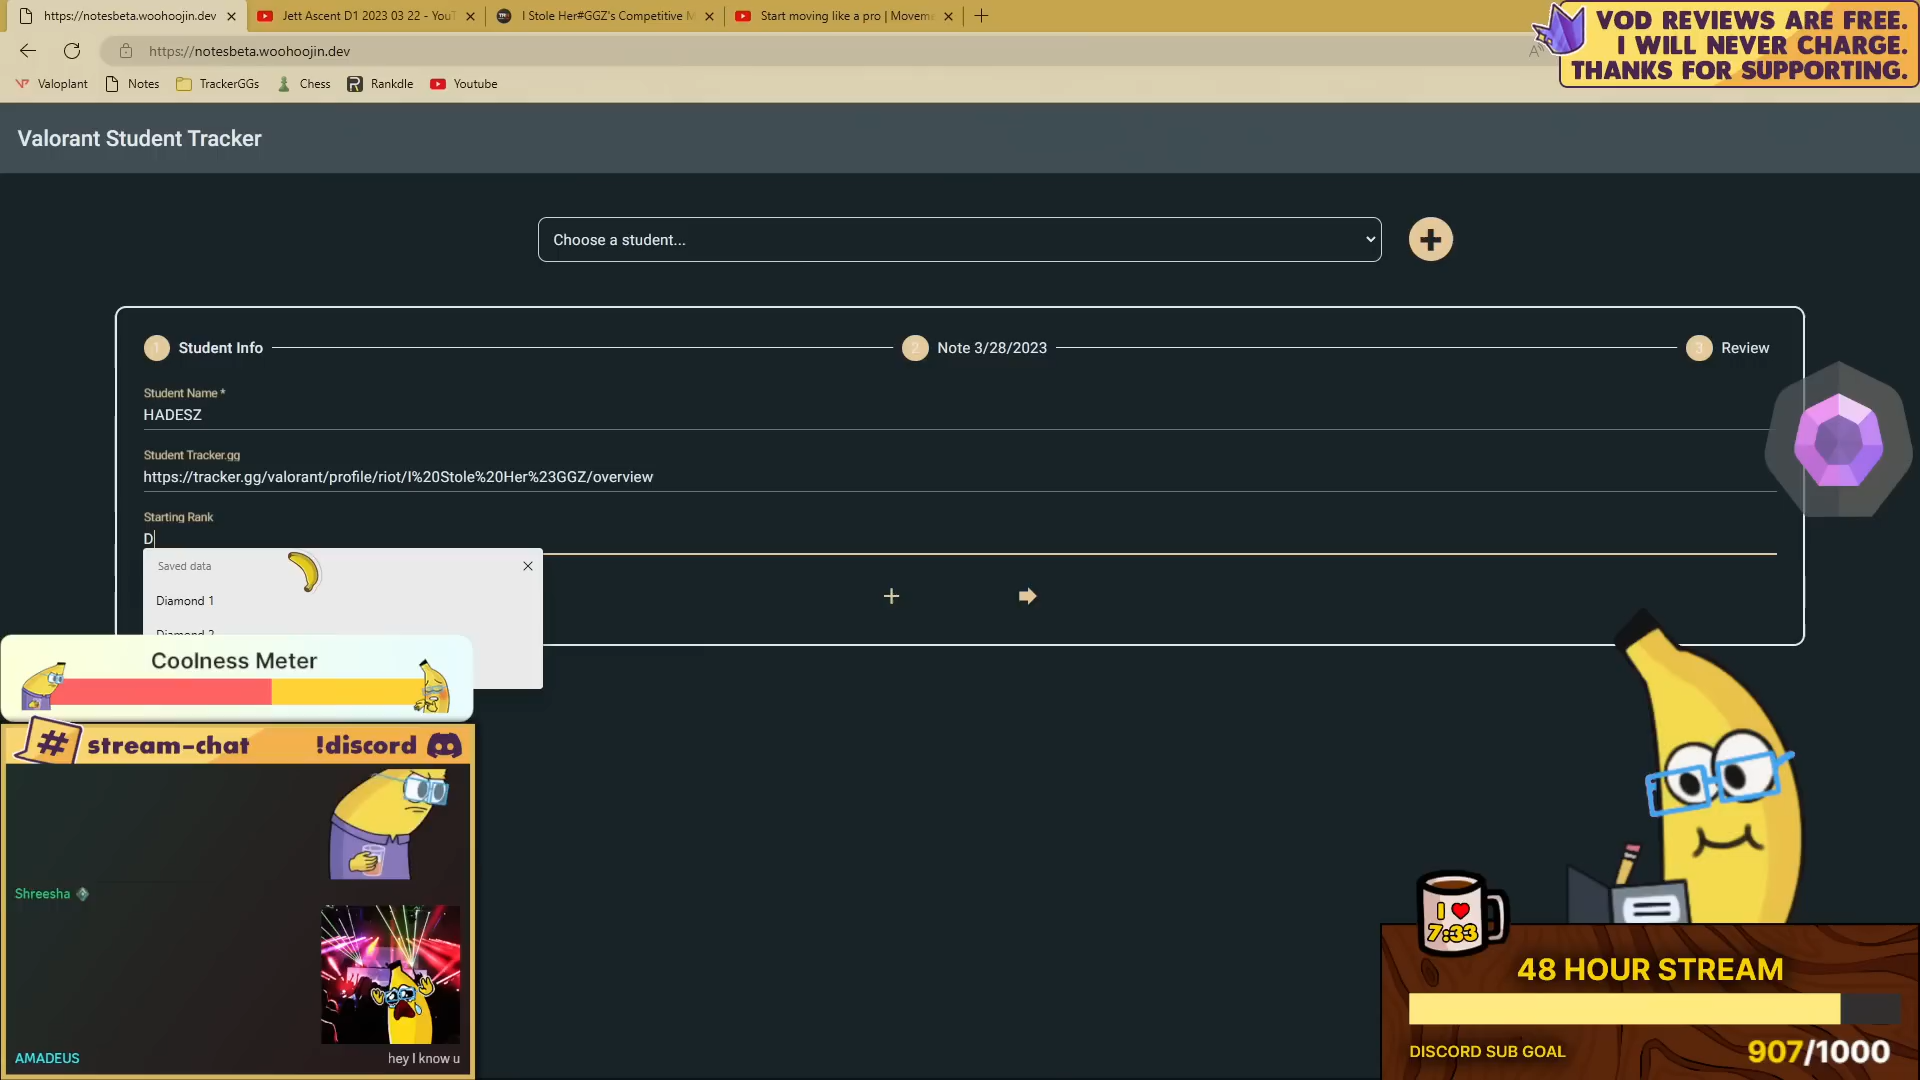 https://notesbeta.woohoojin.dev
Jett Ascent D1 2023 03 22 - YouT
I Stole Her#GGZ's Competitive M
Start moving like a pro | Moveme
https://notesbeta.woohoojin.dev
VOD REVIEWS ARE FREE.
I WILL NEVER CHARGE.
THANKS FOR SUPPORTING.
Valoplant
Notes
TrackerGGs
Chess
Rankdle
Youtube
Valorant Student Tracker
Choose a student...
1 Student Info
2 Note 3/28/2023
3 Review
Student Name *
HADESZ
Student Tracker.gg
https://tracker.gg/valorant/profile/riot/I%20Stole%20Her%23GGZ/overview
Starting Rank
D
Saved data
Diamond 1
Diamond 2
Coolness Meter
# stream-chat !discord
Shreesha
AMADEUS
hey I know u
I
7:33
48 HOUR STREAM
DISCORD SUB GOAL
907/1000